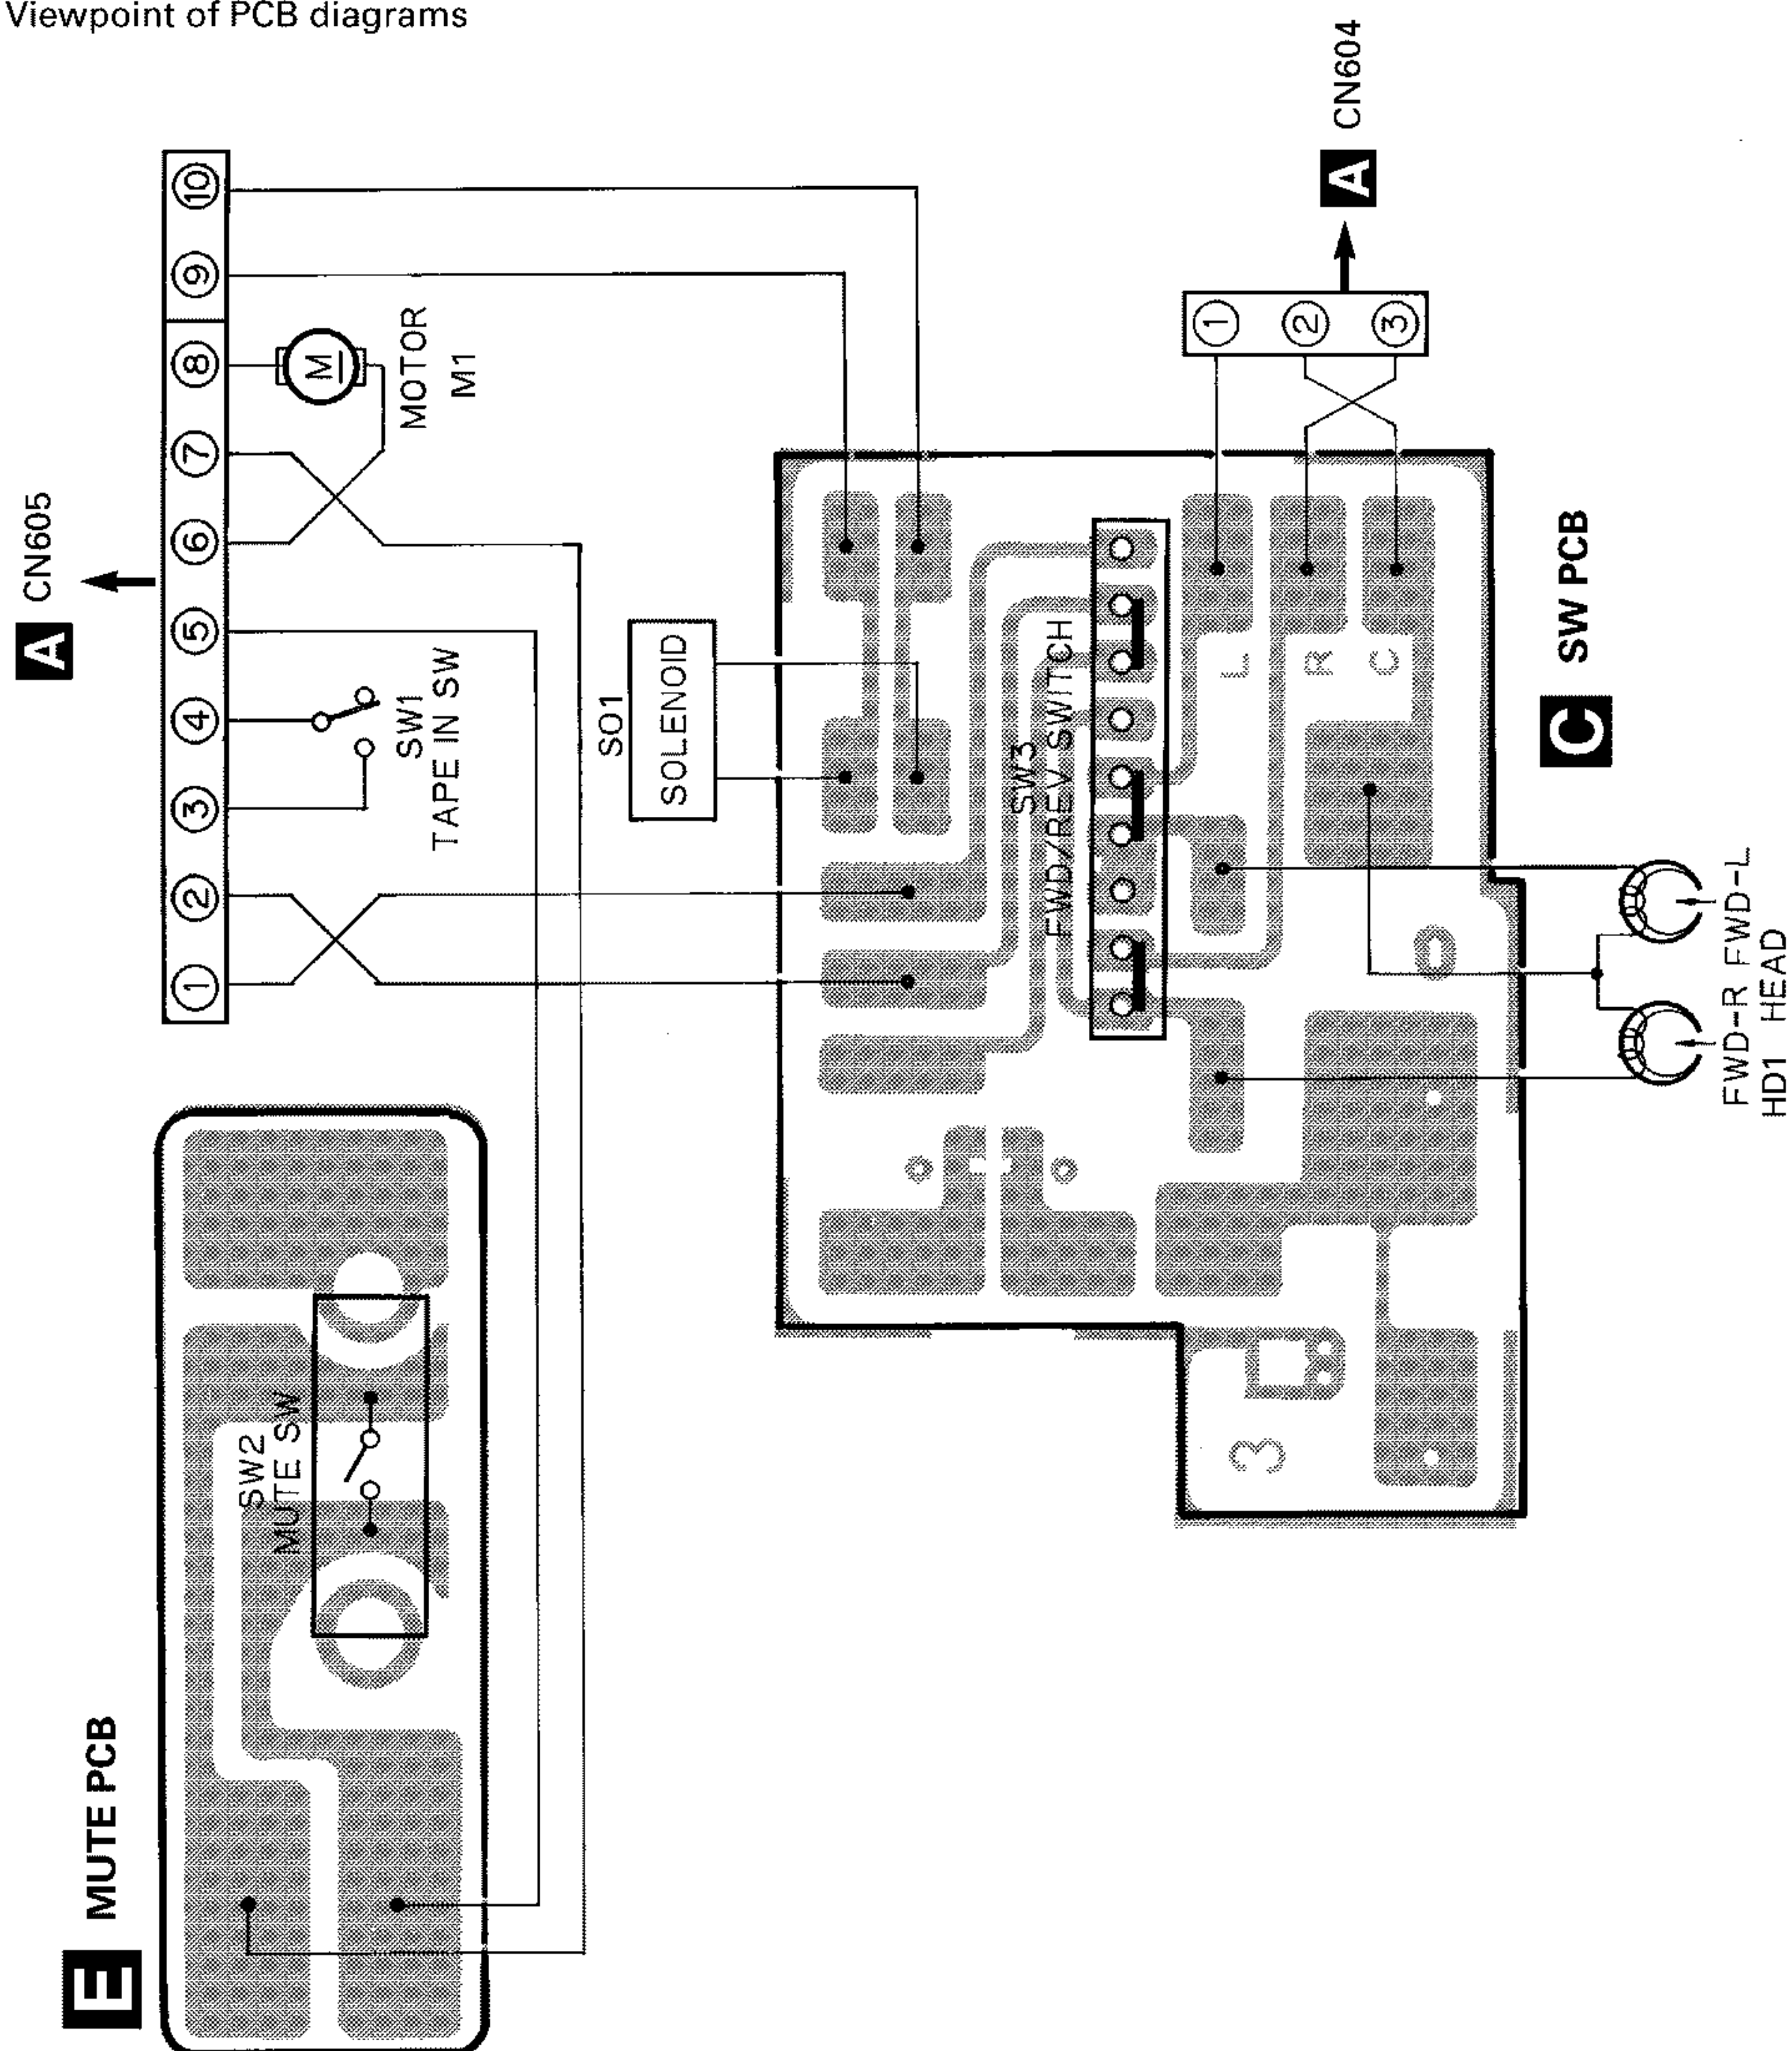 Viewpoint of PCB diagrams
A CN605
1 2 3 4 5 6 7 8 9 10
SW1
TAPE IN SW
M
MOTOR
M1
E MUTE PCB
SW2
MUTE SW
SO1
SOLENOID
SW3
FWD/REV SWITCH
L
R
C
3
0
1
2
3
A CN604
C SW PCB
FWD-R FWD-L
HD1 HEAD